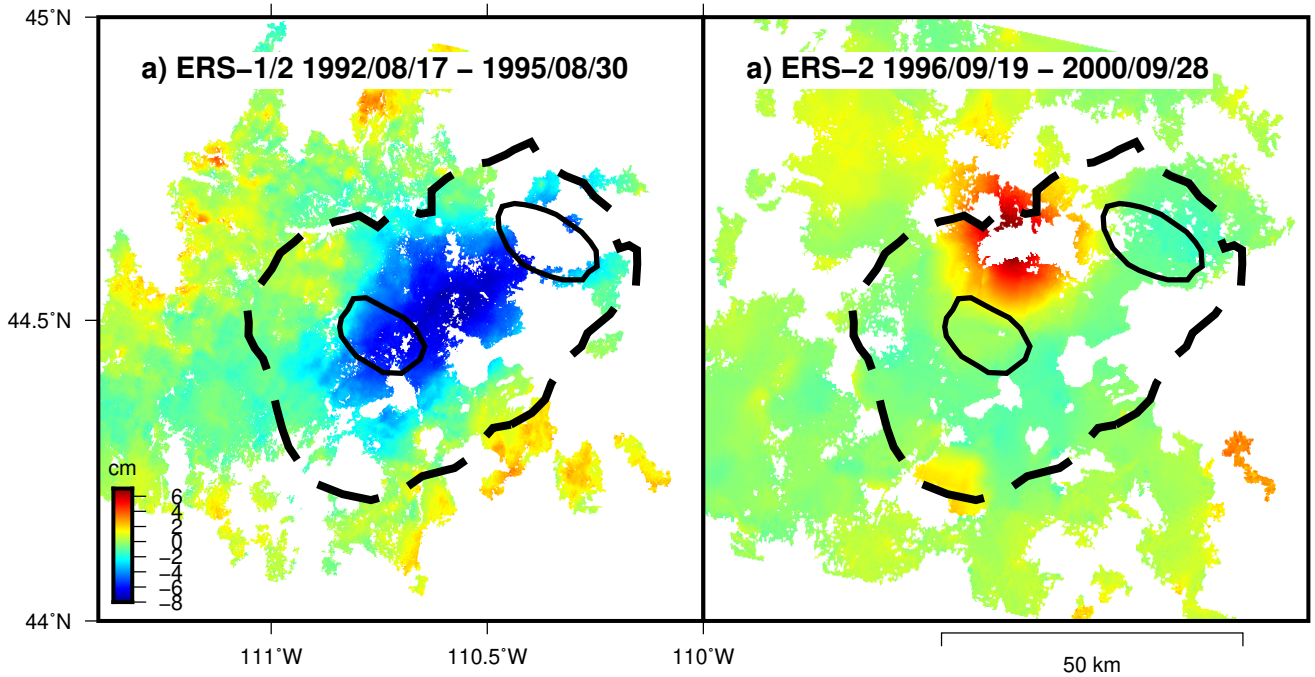 45˚N
a) ERS−1/2 1992/08/17 − 1995/08/30
a) ERS−2 1996/09/19 − 2000/09/28
44.5˚N
cm
6
4
2
0
−2
−4
−6
−8
44˚N
111˚W
110.5˚W
110˚W
50 km